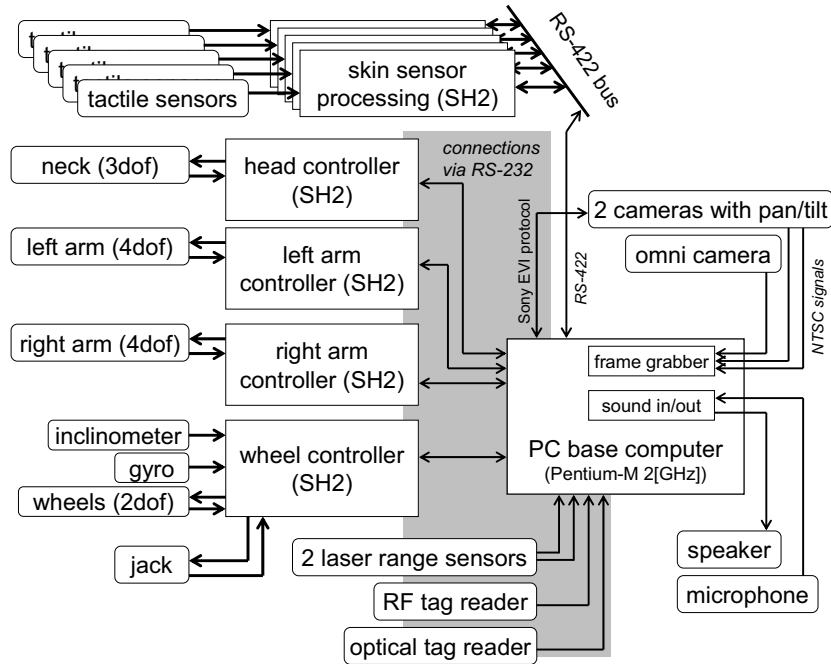 tactile sensors
skin sensor
processing (SH2)
RS-422 bus
connections
via RS-232
neck (3dof)
head controller
(SH2)
2 cameras with pan/tilt
left arm (4dof)
left arm
controller (SH2)
Sony EVI protocol
RS-422
omni camera
NTSC signals
right arm (4dof)
right arm
controller (SH2)
frame grabber
sound in/out
PC base computer
(Pentium-M 2[GHz])
inclinometer
gyro
wheels (2dof)
wheel controller
(SH2)
jack
2 laser range sensors
RF tag reader
optical tag reader
speaker
microphone